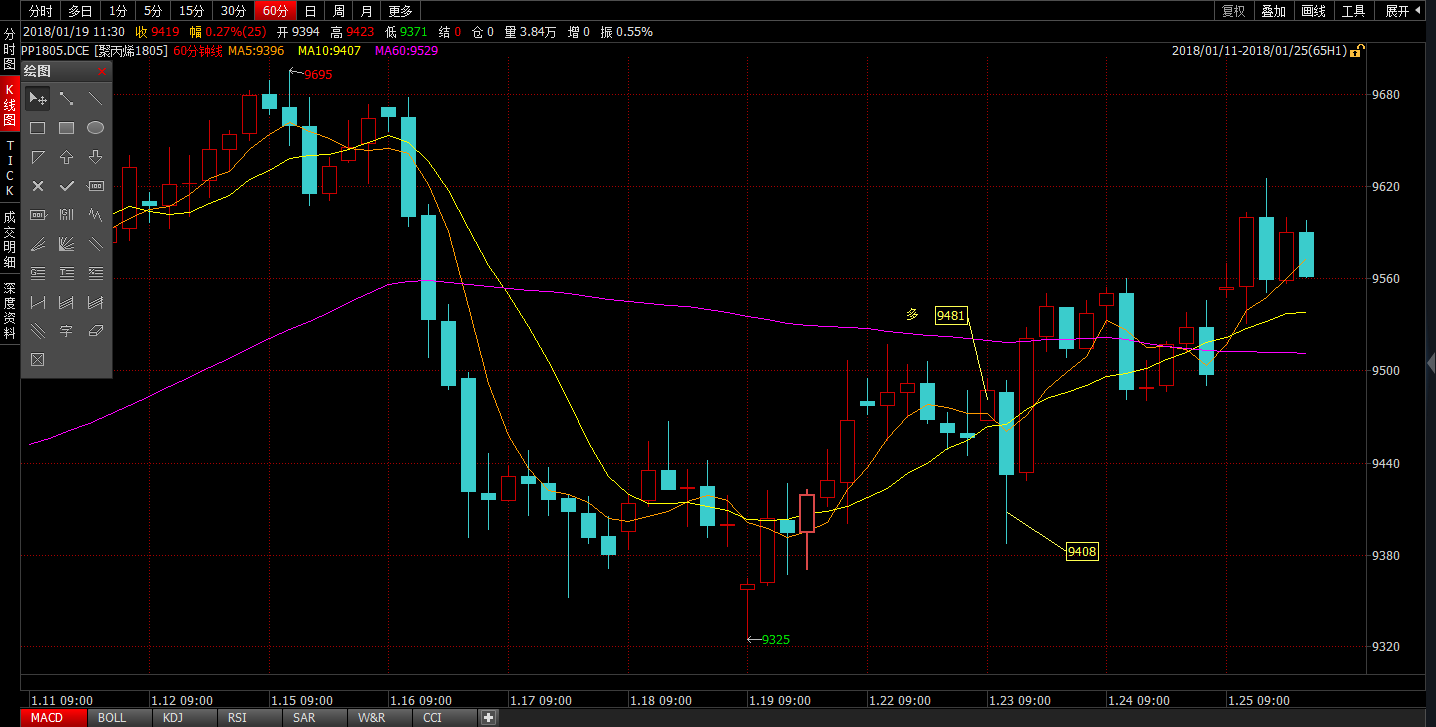 分时 多日 1分 5分 15分 30分 60分 日 周 月 更多 复权 叠加 画线 工具 展开
2018/01/19 11:30 收 9419 幅 0.27%(25) 开 9394 高 9423 低 9371 结 0 仓 0 量 3.84万 增 0 振 0.55%
PP1805.DCE [聚丙烯1805] 60分钟线 MA5:9396 MA10:9407 MA60:9529 2018/01/11-2018/01/25(65H1)
分时图
K线图
TICK
成交明细
深度资料
绘图
字
9695
多 9481
9408
9325
9680
9620
9560
9500
9440
9380
9320
1.11 09:00 1.12 09:00 1.15 09:00 1.16 09:00 1.17 09:00 1.18 09:00 1.19 09:00 1.22 09:00 1.23 09:00 1.24 09:00 1.25 09:00
MACD BOLL KDJ RSI SAR W&R CCI